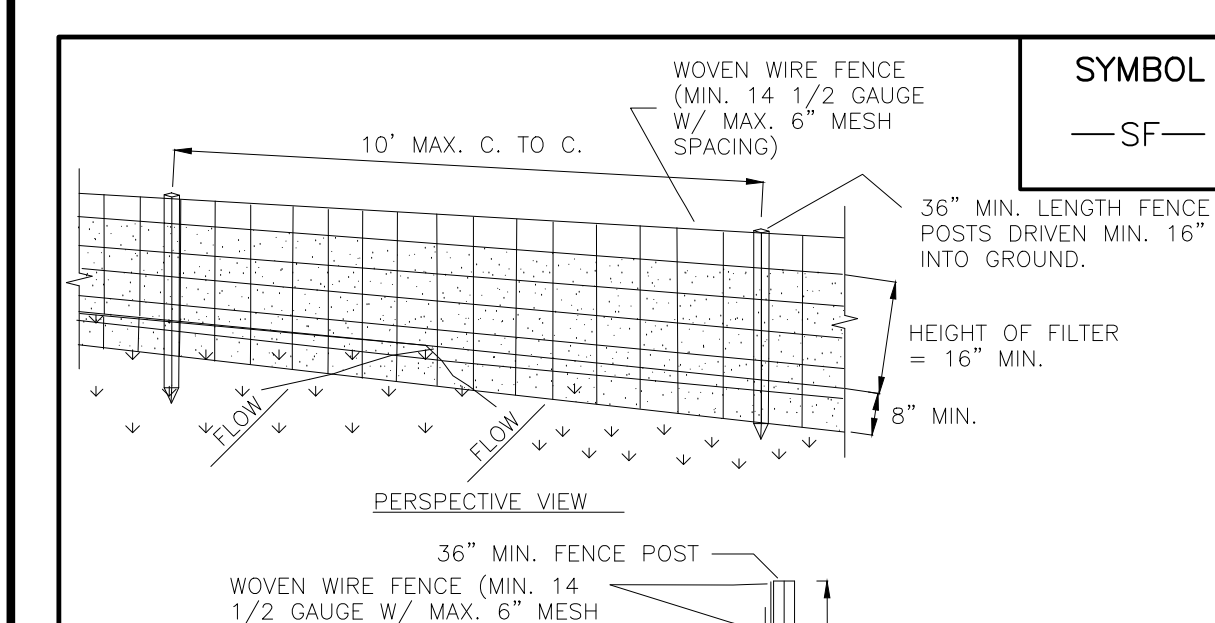 WOVEN WIRE FENCE
(MIN. 14 1/2 GAUGE
W/ MAX. 6” MESH
SPACING)
SYMBOL
SF
10’ MAX. C. TO C.
36” MIN. LENGTH FENCE
POSTS DRIVEN MIN. 16”
INTO GROUND.
HEIGHT OF FILTER
= 16” MIN.
8” MIN.
FLOW
FLOW
PERSPECTIVE VIEW
36” MIN. FENCE POST
WOVEN WIRE FENCE (MIN. 14
1/2 GAUGE W/ MAX. 6” MESH